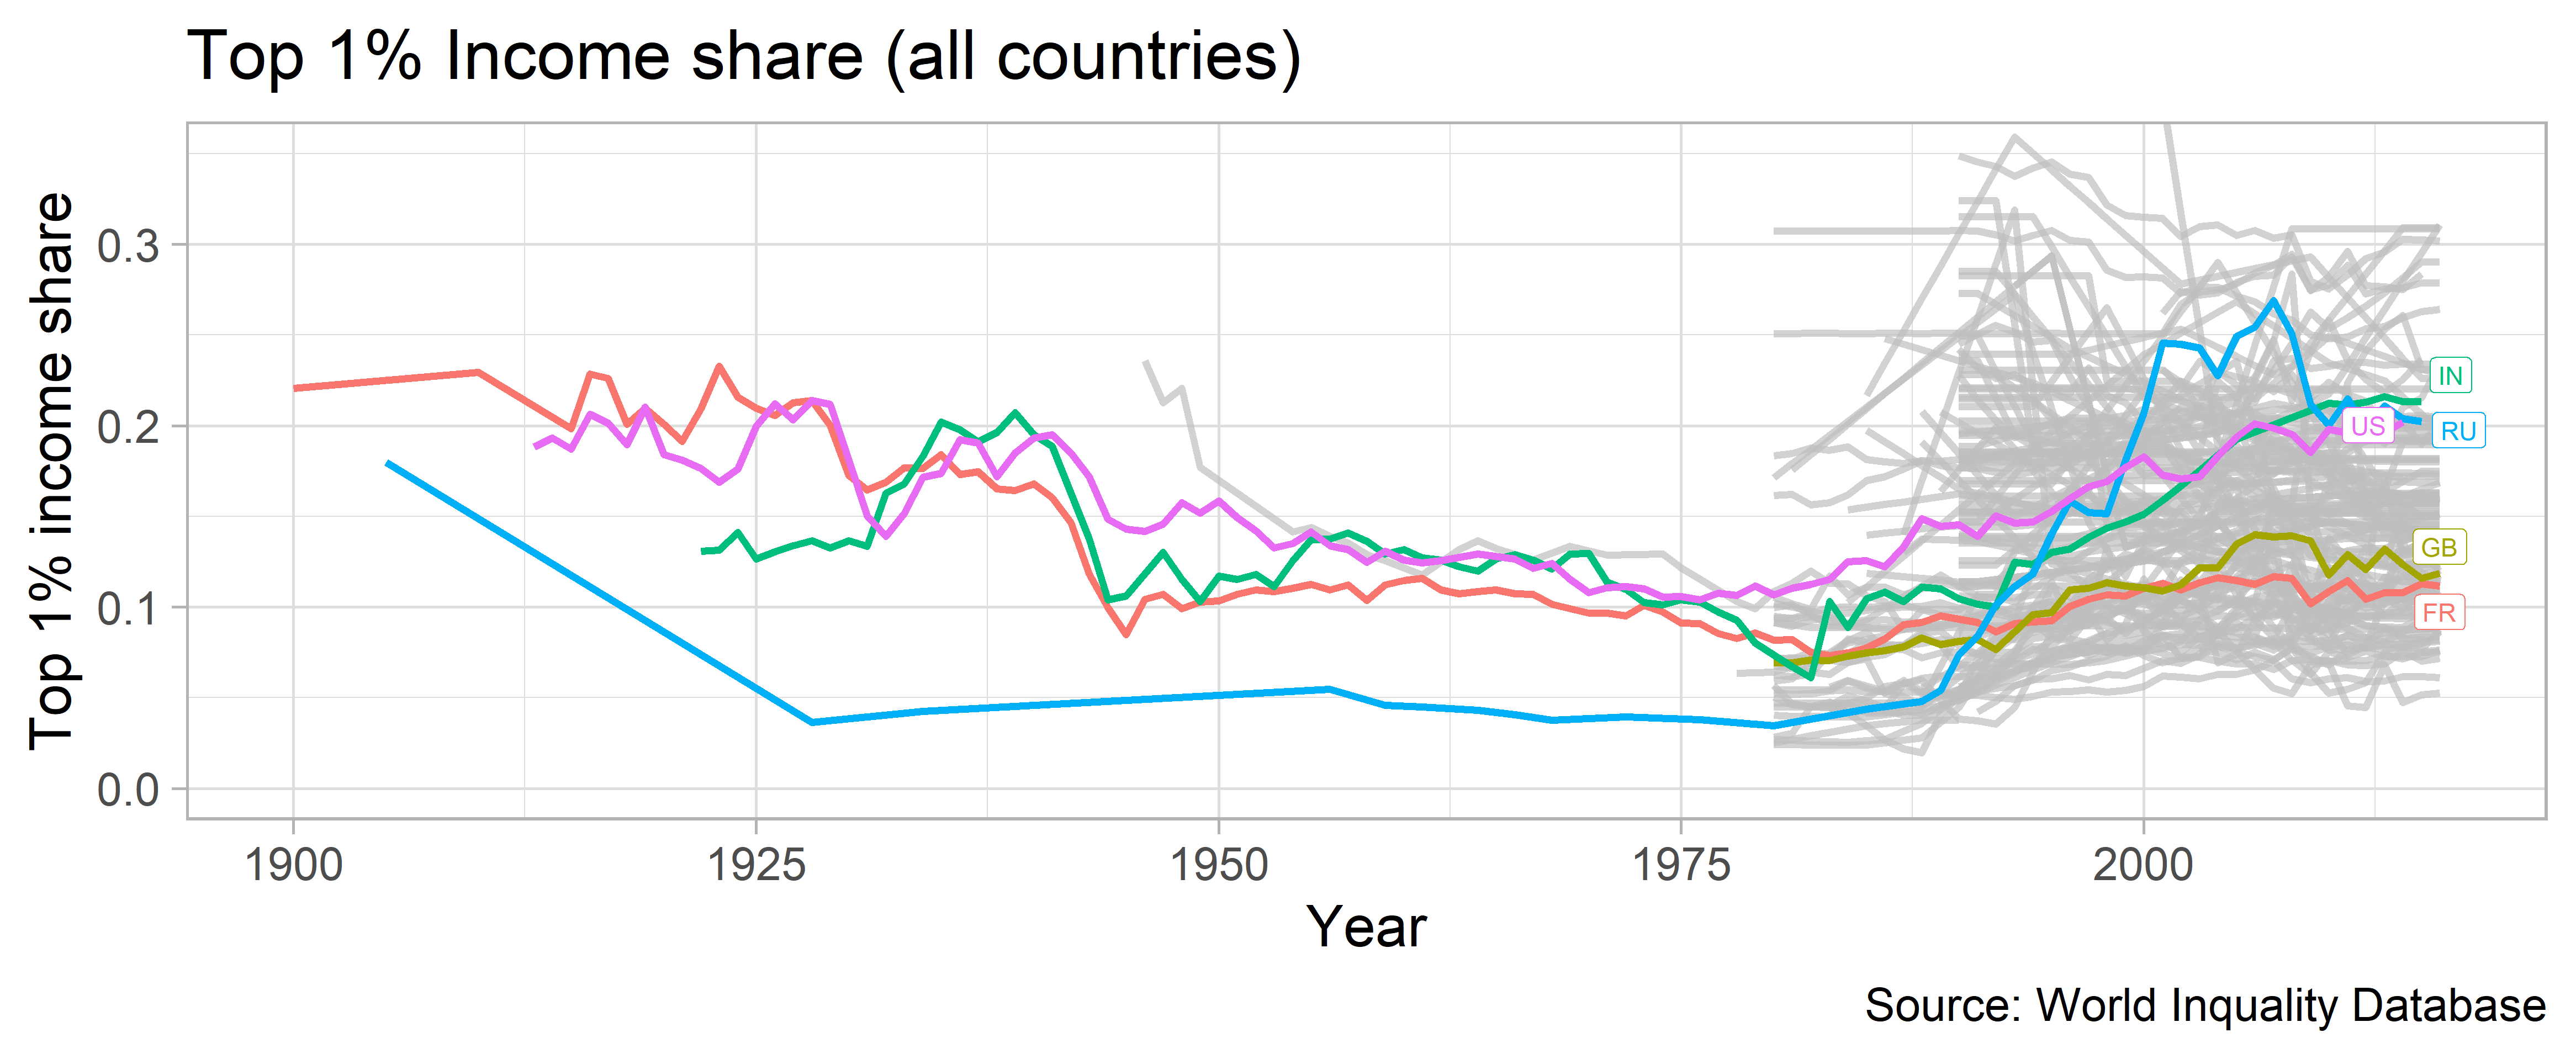 Top 1% Income share (all countries)
Top 1% income share
0.3
0.2
0.1
0.0
IN
US
RU
GB
FR
1900
1925
1950
1975
2000
Year
Source: World Inquality Database